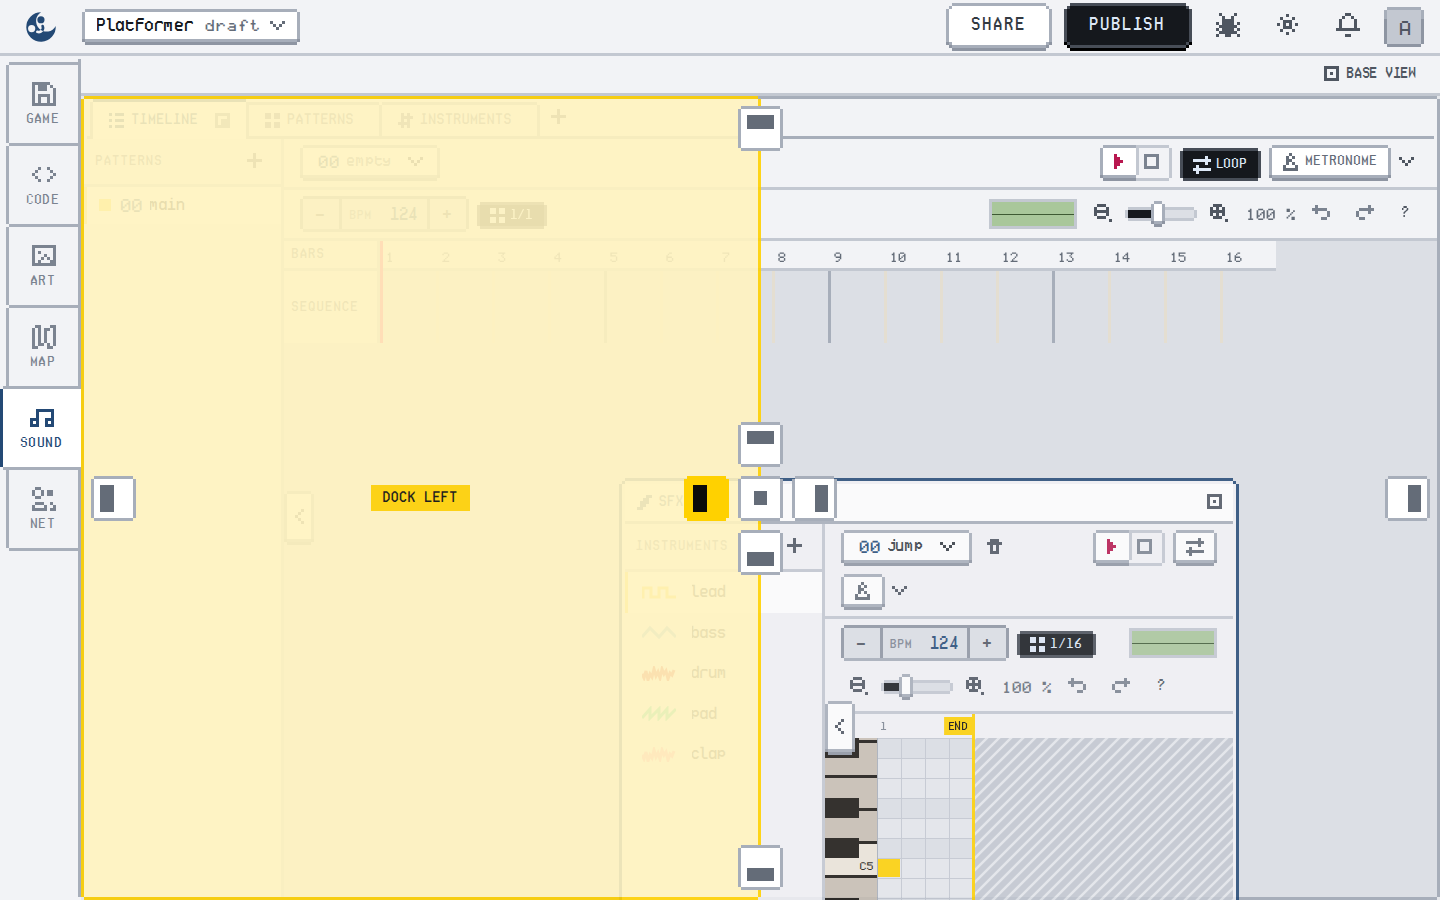 Platformer draft
SHARE
PUBLISH
A
BASE VIEW
GAME
CODE
ART
MAP
SOUND
NET
TIMELINE
PATTERNS
INSTRUMENTS
PATTERNS
00 main
00 empty
LOOP
METRONOME
- BPM 124 +
1/1
100 %
?
BARS
1 2 3 4 5 6 7 8 9 10 11 12 13 14 15 16
SEQUENCE
DOCK LEFT
SFX
INSTRUMENTS
lead
bass
drum
pad
clap
00 jump
- BPM 124 +
1/16
100 %
?
1
END
C5